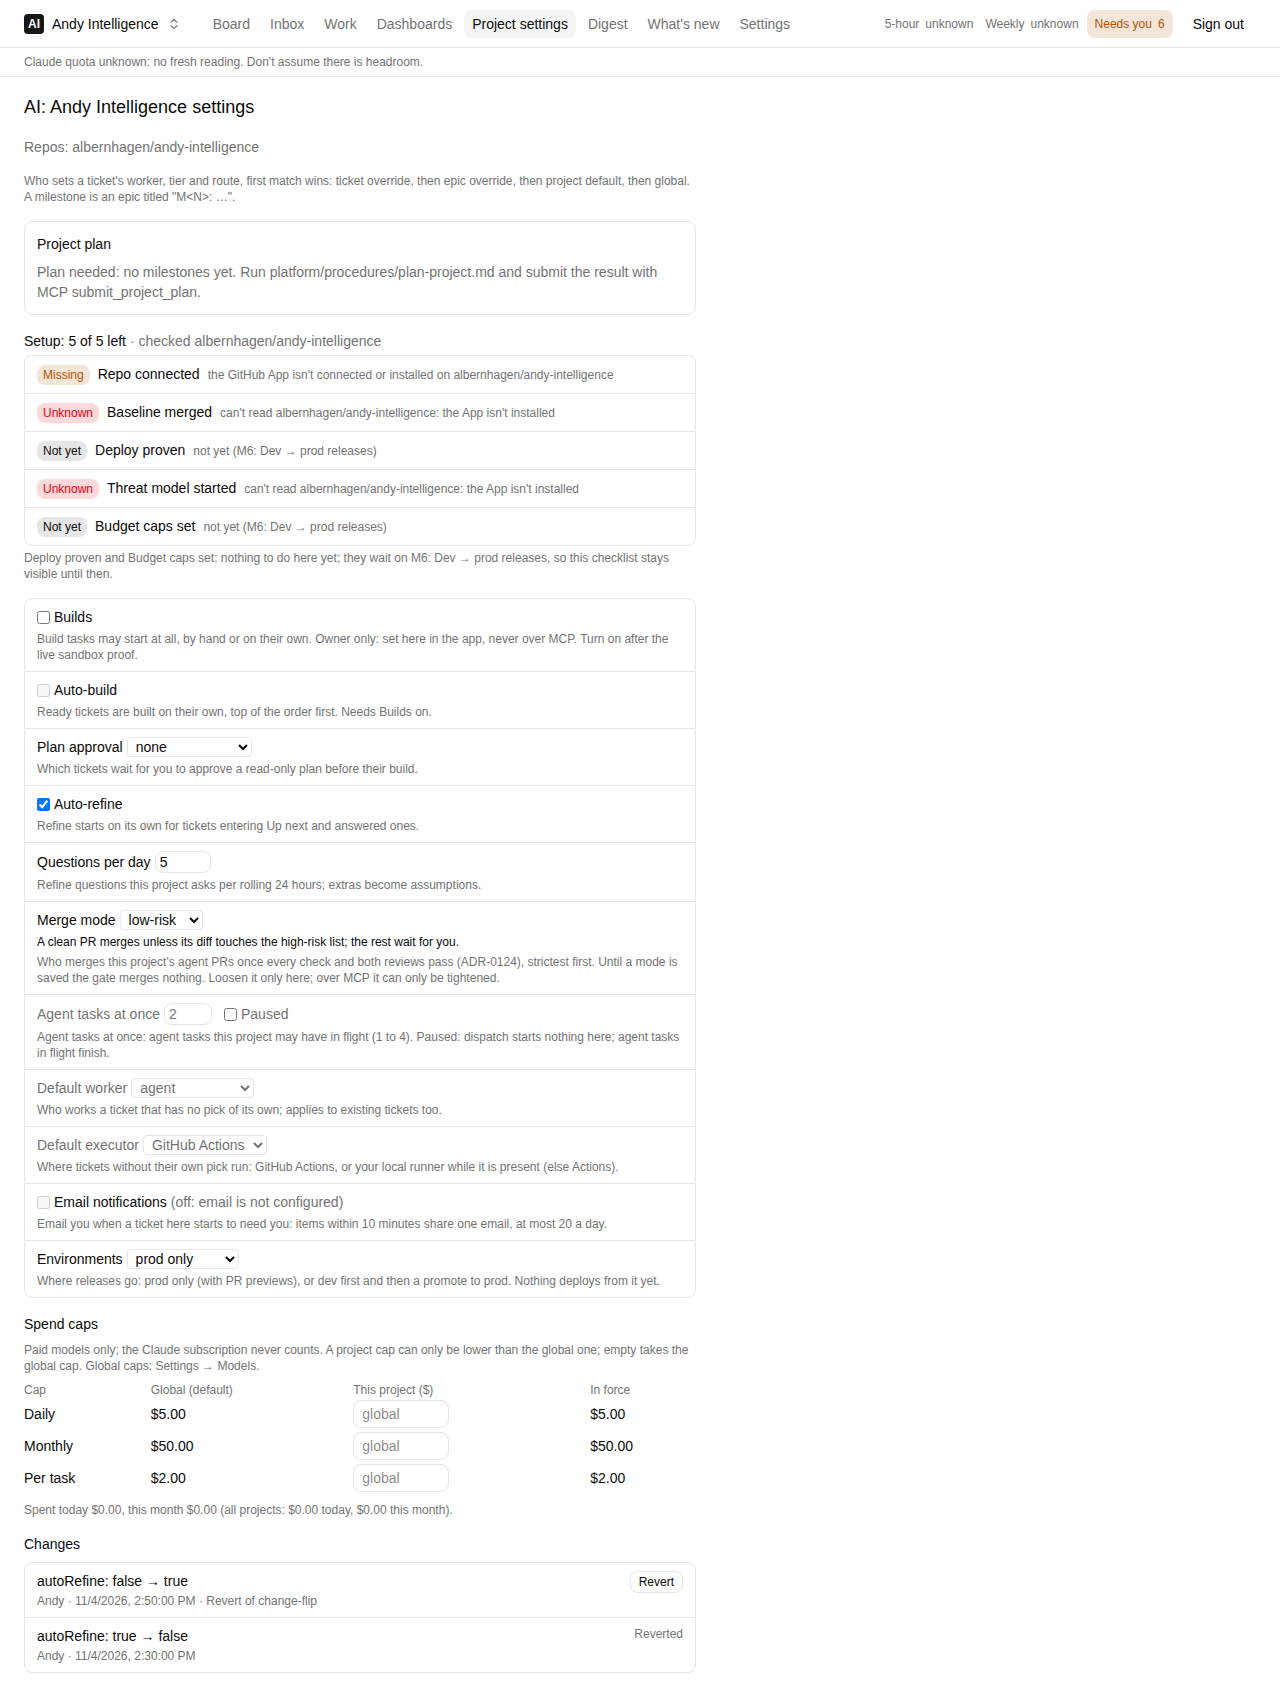 AI Andy Intelligence Board Inbox Work Dashboards Project settings Digest What's new Settings 5-hour unknown Weekly unknown Needs you 6 Sign out
Claude quota unknown: no fresh reading. Don't assume there is headroom.
AI: Andy Intelligence settings
Repos: albernhagen/andy-intelligence
Who sets a ticket's worker, tier and route, first match wins: ticket override, then epic override, then project default, then global.
A milestone is an epic titled "M<N>: …".
Project plan
Plan needed: no milestones yet. Run platform/procedures/plan-project.md and submit the result with
MCP submit_project_plan.
Setup: 5 of 5 left · checked albernhagen/andy-intelligence
Missing Repo connected the GitHub App isn't connected or installed on albernhagen/andy-intelligence
Unknown Baseline merged can't read albernhagen/andy-intelligence: the App isn't installed
Not yet Deploy proven not yet (M6: Dev → prod releases)
Unknown Threat model started can't read albernhagen/andy-intelligence: the App isn't installed
Not yet Budget caps set not yet (M6: Dev → prod releases)
Deploy proven and Budget caps set: nothing to do here yet; they wait on M6: Dev → prod releases, so this checklist stays
visible until then.
Builds
Build tasks may start at all, by hand or on their own. Owner only: set here in the app, never over MCP. Turn on after the
live sandbox proof.
Auto-build
Ready tickets are built on their own, top of the order first. Needs Builds on.
Plan approval none
Which tickets wait for you to approve a read-only plan before their build.
Auto-refine
Refine starts on its own for tickets entering Up next and answered ones.
Questions per day 5
Refine questions this project asks per rolling 24 hours; extras become assumptions.
Merge mode low-risk
A clean PR merges unless its diff touches the high-risk list; the rest wait for you.
Who merges this project's agent PRs once every check and both reviews pass (ADR-0124), strictest first. Until a mode is
saved the gate merges nothing. Loosen it only here; over MCP it can only be tightened.
Agent tasks at once 2 Paused
Agent tasks at once: agent tasks this project may have in flight (1 to 4). Paused: dispatch starts nothing here; agent tasks
in flight finish.
Default worker agent
Who works a ticket that has no pick of its own; applies to existing tickets too.
Default executor GitHub Actions
Where tickets without their own pick run: GitHub Actions, or your local runner while it is present (else Actions).
Email notifications (off: email is not configured)
Email you when a ticket here starts to need you: items within 10 minutes share one email, at most 20 a day.
Environments prod only
Where releases go: prod only (with PR previews), or dev first and then a promote to prod. Nothing deploys from it yet.
Spend caps
Paid models only; the Claude subscription never counts. A project cap can only be lower than the global one; empty takes the
global cap. Global caps: Settings → Models.
Cap Global (default) This project ($) In force
Daily $5.00 global $5.00
Monthly $50.00 global $50.00
Per task $2.00 global $2.00
Spent today $0.00, this month $0.00 (all projects: $0.00 today, $0.00 this month).
Changes
autoRefine: false → true Revert
Andy · 11/4/2026, 2:50:00 PM · Revert of change-flip
autoRefine: true → false Reverted
Andy · 11/4/2026, 2:30:00 PM